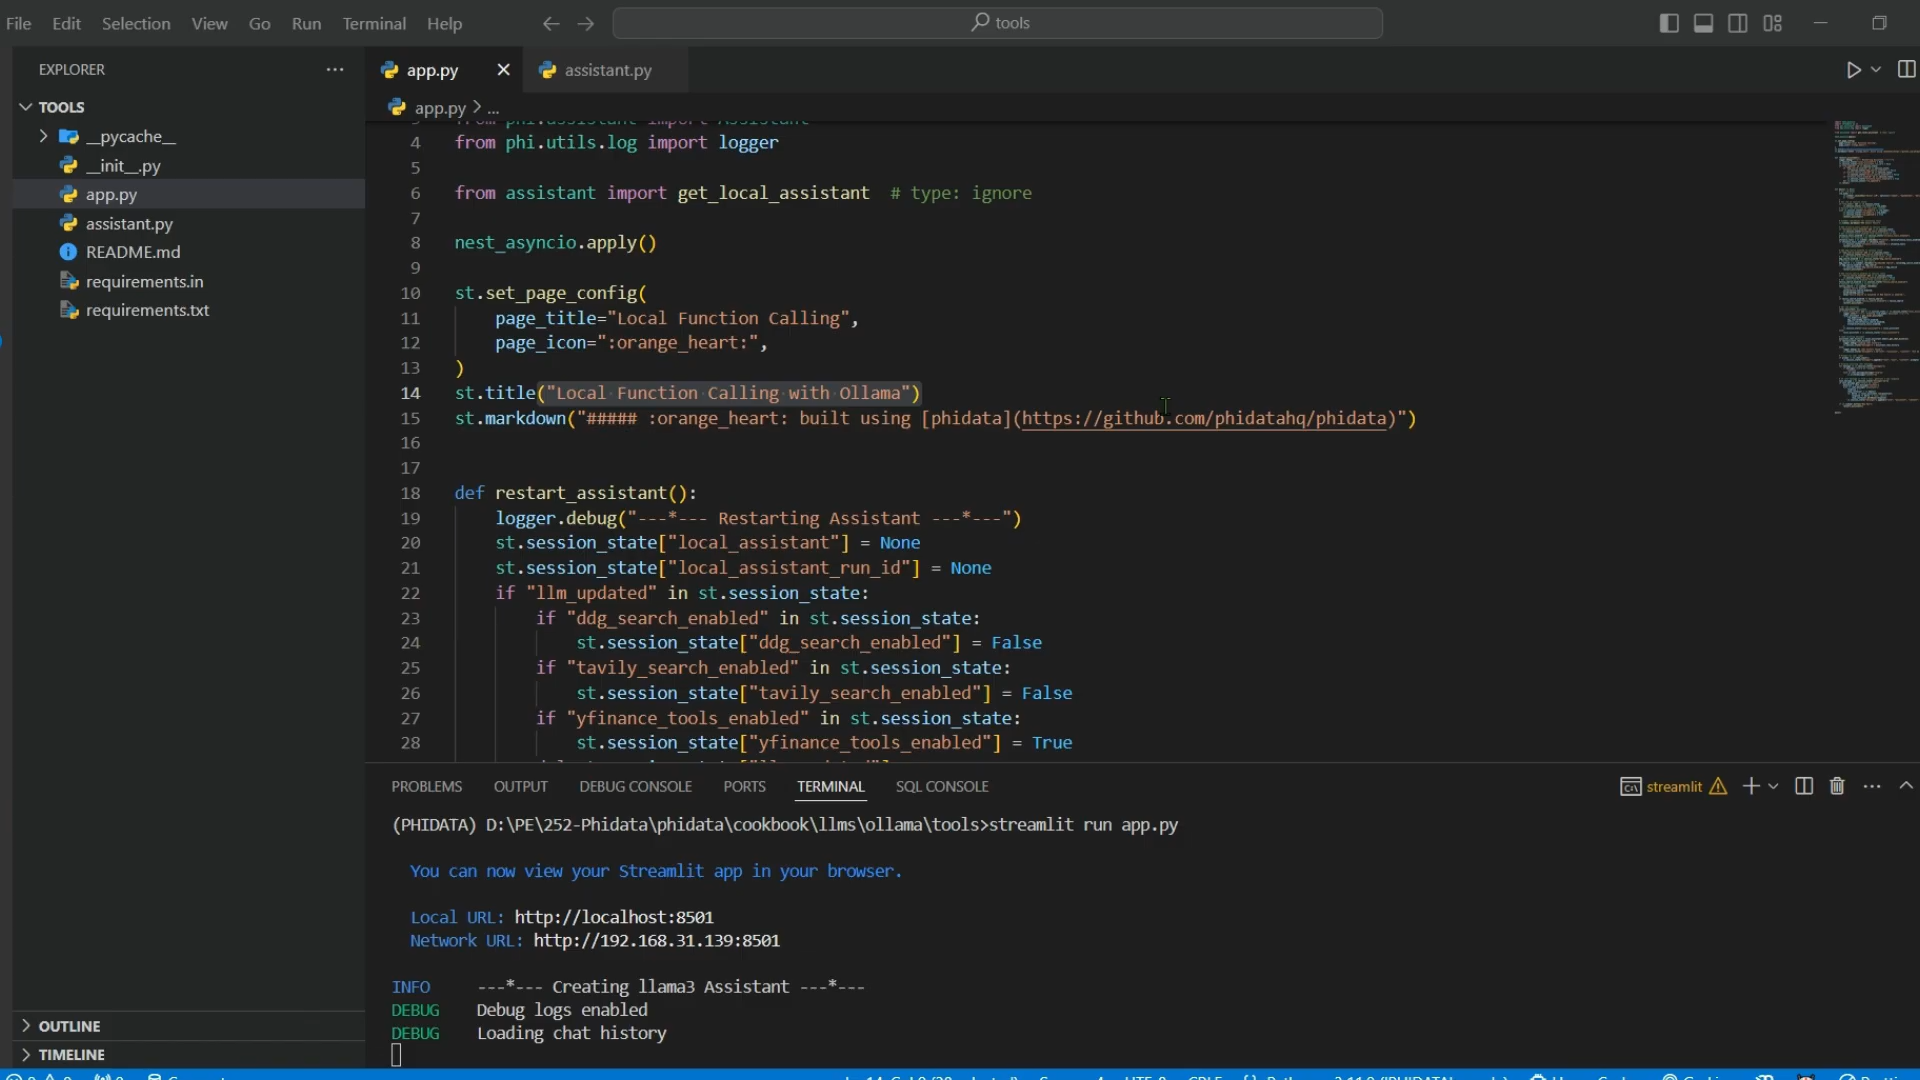 File Edit Selection View Go Run Terminal Help
tools
EXPLORER
TOOLS
__pycache__
__init__.py
app.py
assistant.py
README.md
requirements.in
requirements.txt
OUTLINE
TIMELINE
app.py
assistant.py
app.py > ...
3 from phi.assistant import Assistant
4 from phi.utils.log import logger
5
6 from assistant import get_local_assistant  # type: ignore
7
8 nest_asyncio.apply()
9
10 st.set_page_config(
11     page_title="Local Function Calling",
12     page_icon=":orange_heart:",
13 )
14 st.title("Local Function Calling with Ollama")
15 st.markdown("##### :orange_heart: built using [phidata](https://github.com/phidatahq/phidata)")
16
17
18 def restart_assistant():
19     logger.debug("---*--- Restarting Assistant ---*---")
20     st.session_state["local_assistant"] = None
21     st.session_state["local_assistant_run_id"] = None
22     if "llm_updated" in st.session_state:
23         if "ddg_search_enabled" in st.session_state:
24             st.session_state["ddg_search_enabled"] = False
25         if "tavily_search_enabled" in st.session_state:
26             st.session_state["tavily_search_enabled"] = False
27         if "yfinance_tools_enabled" in st.session_state:
28             st.session_state["yfinance_tools_enabled"] = True
PROBLEMS OUTPUT DEBUG CONSOLE PORTS TERMINAL SQL CONSOLE
streamlit
(PHIDATA) D:\PE\252-Phidata\phidata\cookbook\llms\ollama\tools>streamlit run app.py
You can now view your Streamlit app in your browser.
Local URL: http://localhost:8501
Network URL: http://192.168.31.139:8501
INFO     ---*--- Creating llama3 Assistant ---*---
DEBUG    Debug logs enabled
DEBUG    Loading chat history